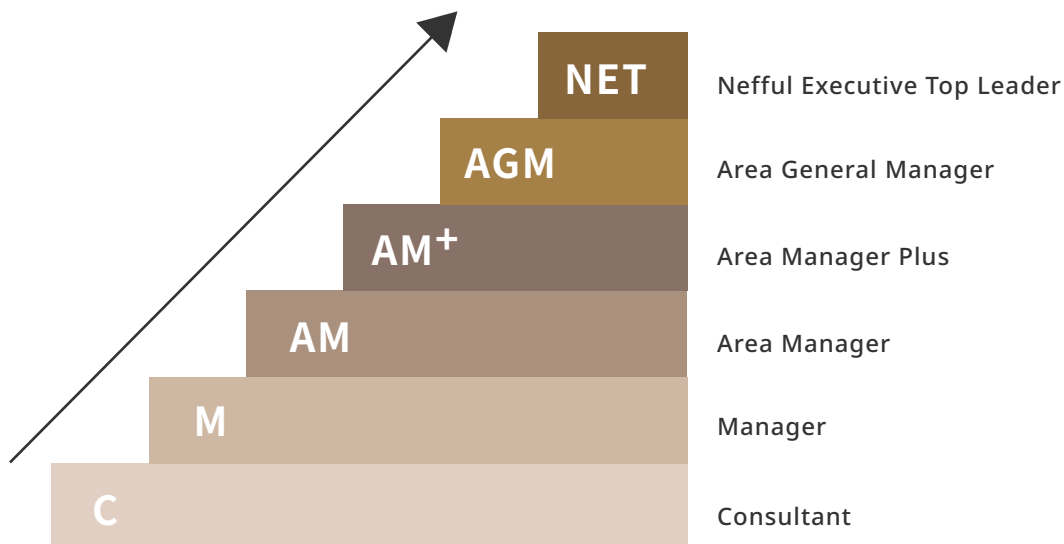 NET Nefful Executive Top Leader
AGM Area General Manager
AM+ Area Manager Plus
AM Area Manager
M Manager
C Consultant